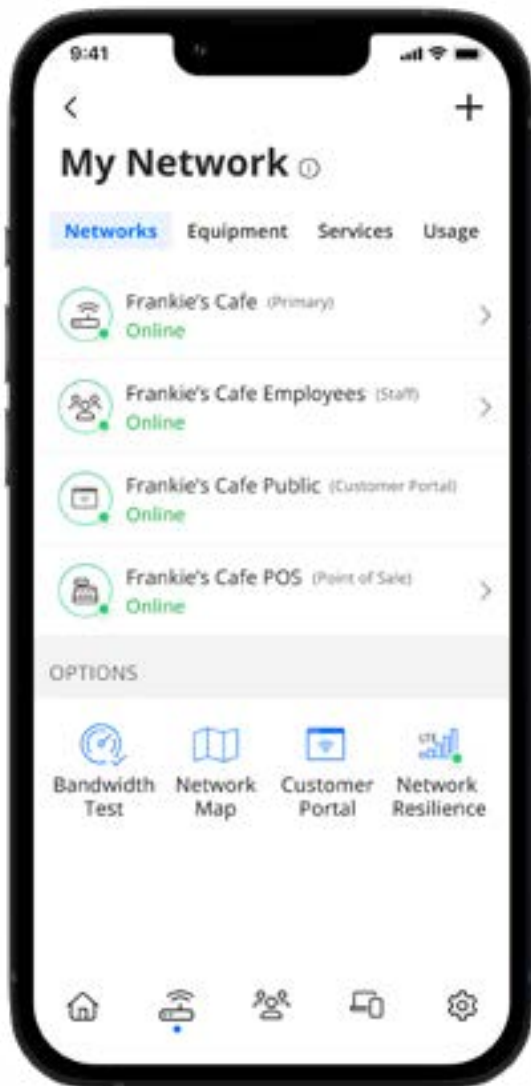 9:41
My Network
Networks Equipment Services Usage
Frankie's Cafe (Primary)
Online
Frankie's Cafe Employees (Staff)
Online
Frankie's Cafe Public (Customer Portal)
Online
Frankie's Cafe POS (Point of Sale)
Online
OPTIONS
LTE
Bandwidth Network Customer Network
Test Map Portal Resilience